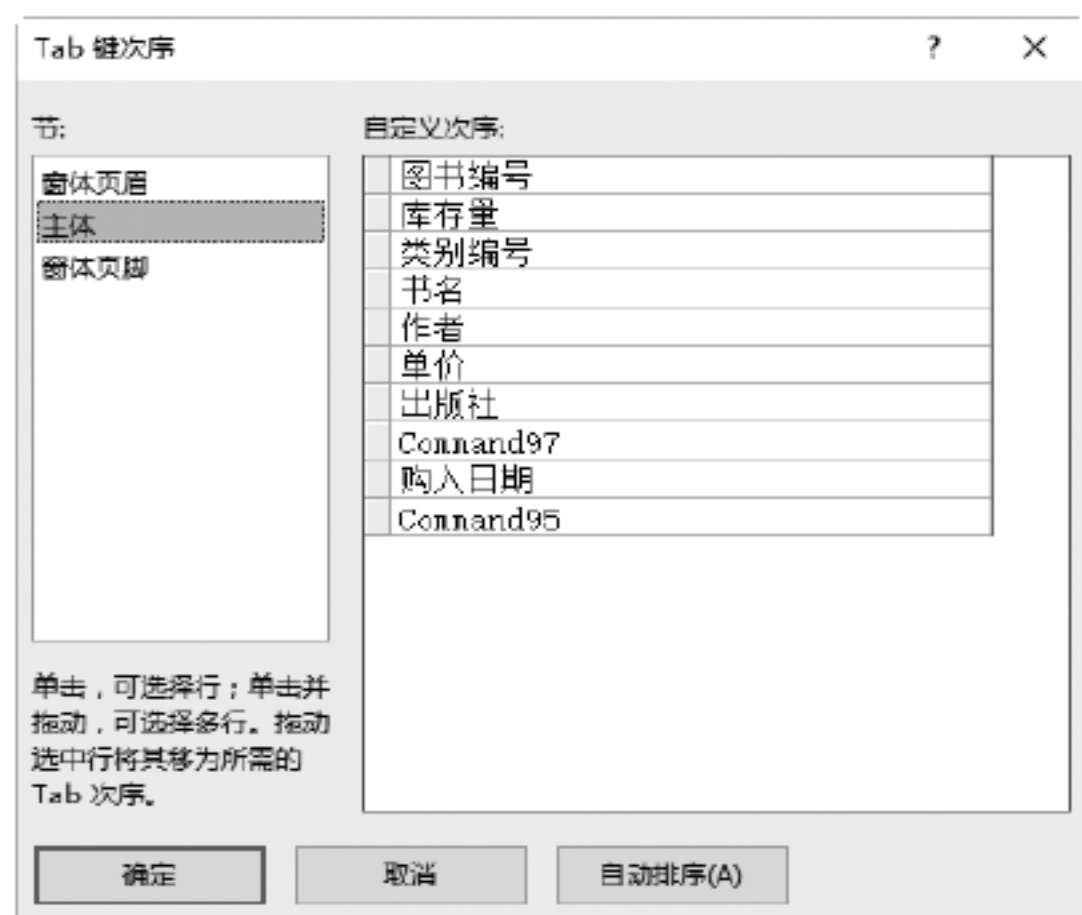 Tab 键次序
? ×
节:
自定义次序:
窗体页眉
主体
窗体页脚
图书编号
库存量
类别编号
书名
作者
单价
出版社
Command97
购入日期
Command95
单击，可选择行；单击并
拖动，可选择多行。拖动
选中行将其移为所需的
Tab 次序。
确定
取消
自动排序(A)